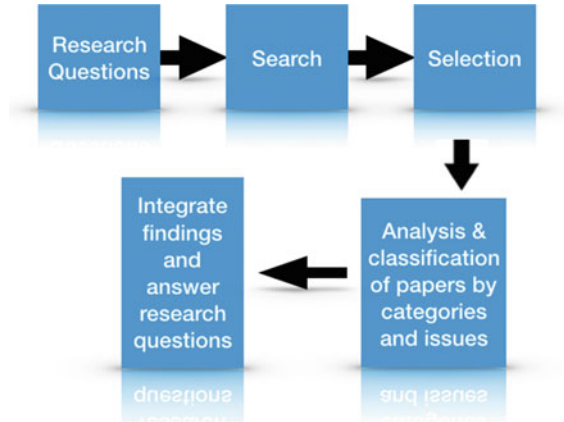 Research
Questions
Search
Selection
Analysis &
classification
of papers by
categories
and issues
Integrate
findings
and
answer
research
questions